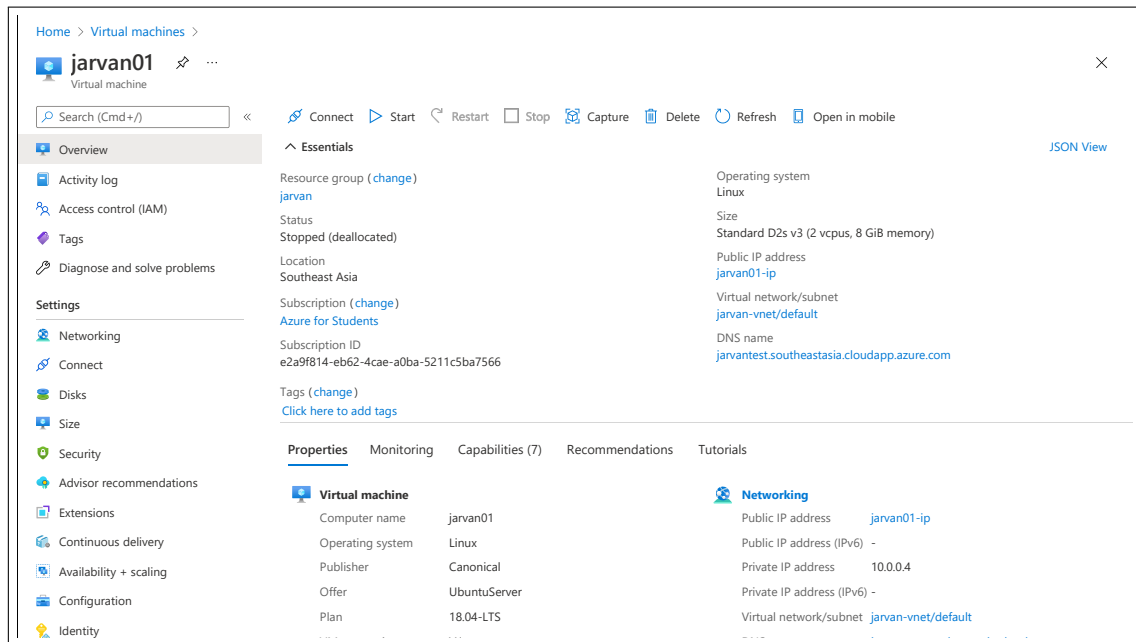 Home > Virtual machines >
jarvan01 ...
Virtual machine
Search (Cmd+/) «
Connect Start Restart Stop Capture Delete Refresh Open in mobile
Overview
Activity log
Access control (IAM)
Tags
Diagnose and solve problems
Settings
Networking
Connect
Disks
Size
Security
Advisor recommendations
Extensions
Continuous delivery
Availability + scaling
Configuration
Identity
Essentials JSON View
Resource group (change)
jarvan
Status
Stopped (deallocated)
Location
Southeast Asia
Subscription (change)
Azure for Students
Subscription ID
e2a9f814-eb62-4cae-a0ba-5211c5ba7566
Tags (change)
Click here to add tags
Operating system
Linux
Size
Standard D2s v3 (2 vcpus, 8 GiB memory)
Public IP address
jarvan01-ip
Virtual network/subnet
jarvan-vnet/default
DNS name
jarvantest.southeastasia.cloudapp.azure.com
Properties Monitoring Capabilities (7) Recommendations Tutorials
Virtual machine
Computer name jarvan01
Operating system Linux
Publisher Canonical
Offer UbuntuServer
Plan 18.04-LTS
Networking
Public IP address jarvan01-ip
Public IP address (IPv6) -
Private IP address 10.0.0.4
Private IP address (IPv6) -
Virtual network/subnet jarvan-vnet/default